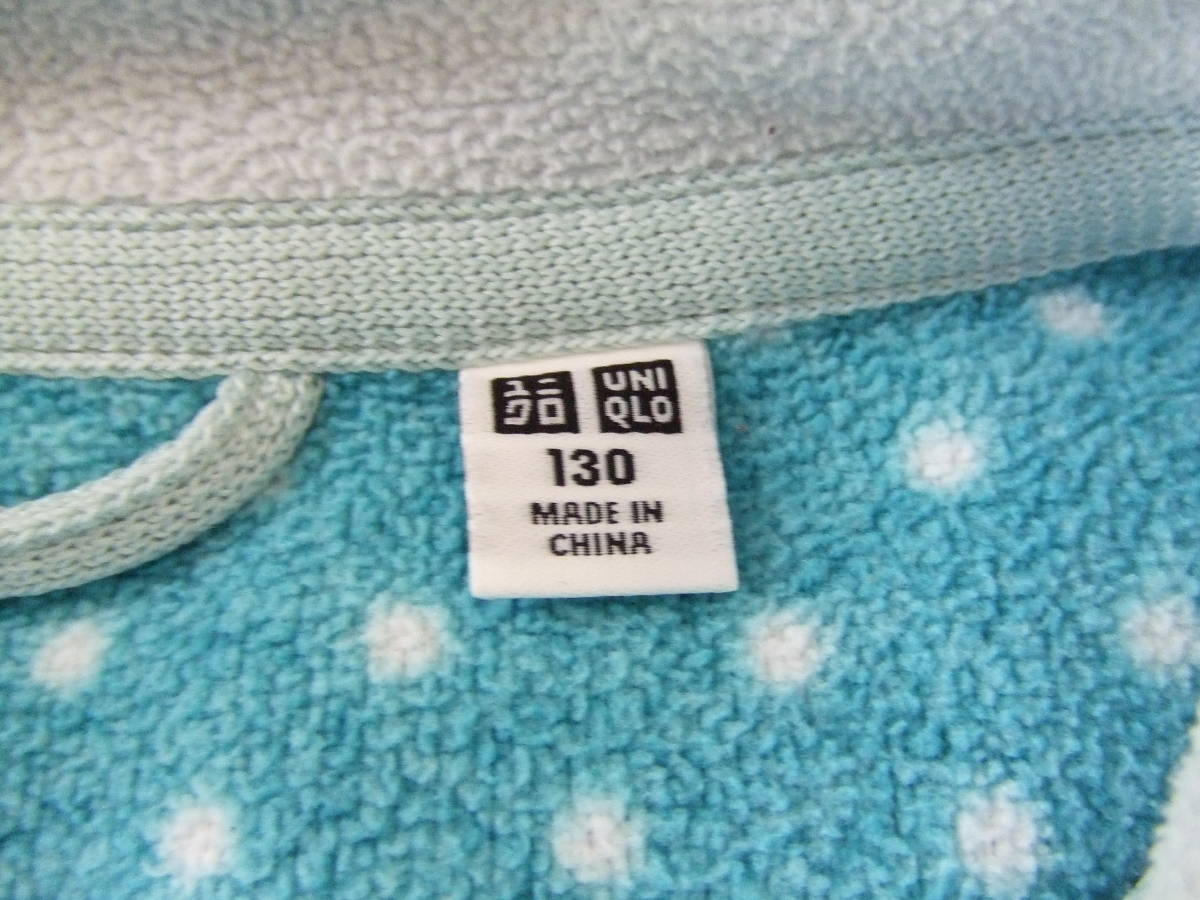 ユニ UNI
クロ QLO
130
MADE IN
CHINA